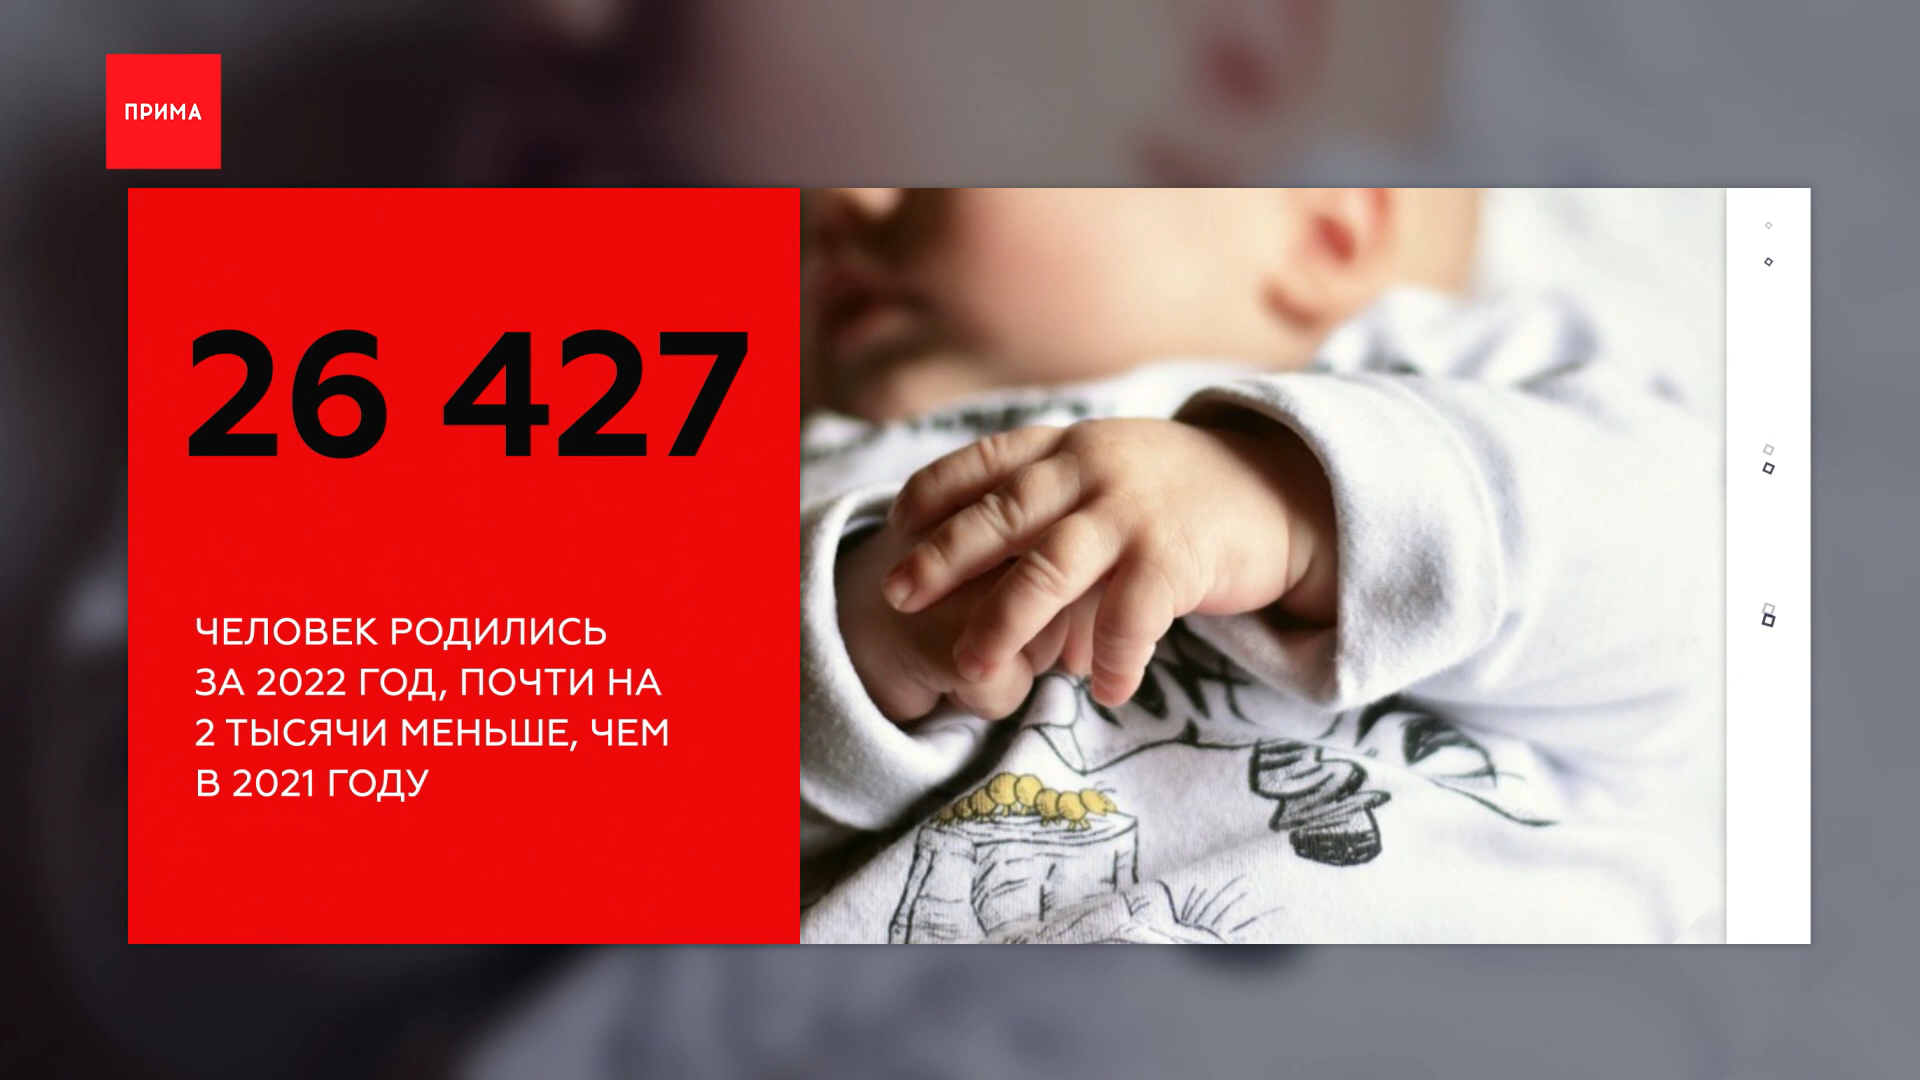 ПРИМА
26 427
ЧЕЛОВЕК РОДИЛИСЬ
ЗА 2022 ГОД, ПОЧТИ НА
2 ТЫСЯЧИ МЕНЬШЕ, ЧЕМ
В 2021 ГОДУ